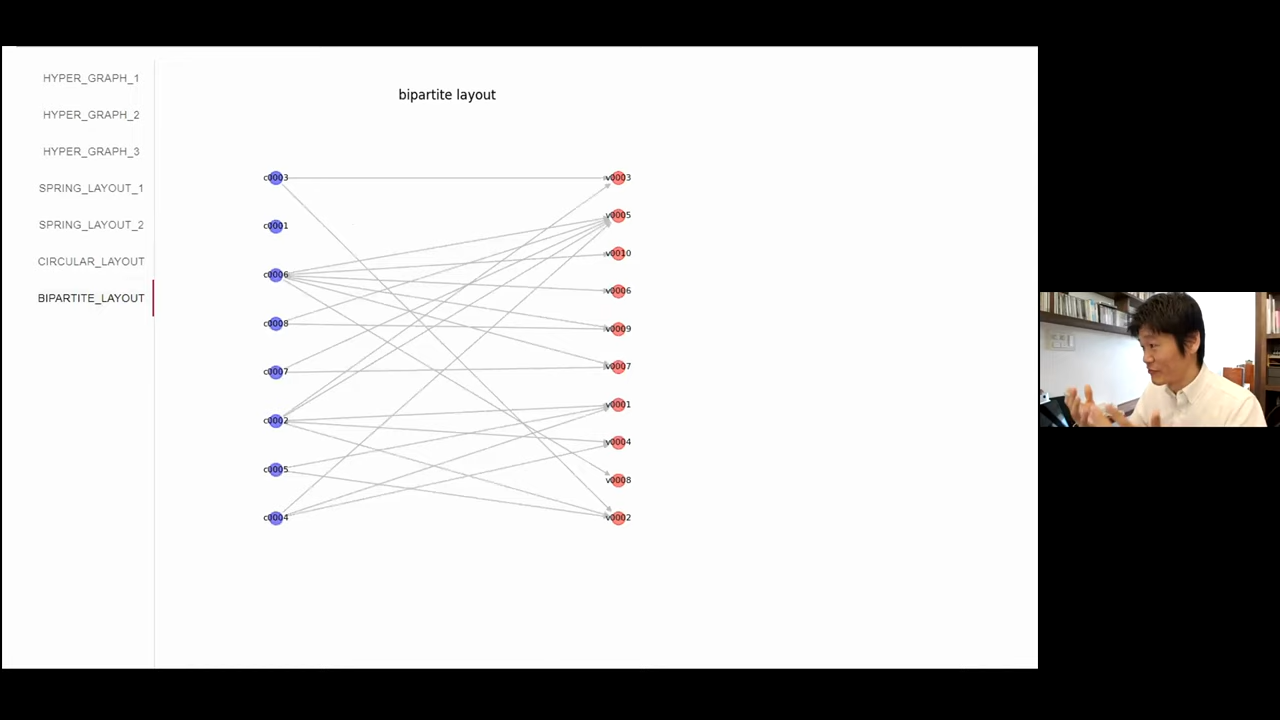 HYPER_GRAPH_1
HYPER_GRAPH_2
HYPER_GRAPH_3
SPRING_LAYOUT_1
SPRING_LAYOUT_2
CIRCULAR_LAYOUT
BIPARTITE_LAYOUT
bipartite layout
c0003
c0001
c0006
c0008
c0007
c0002
c0005
c0004
v0003
v0005
v0010
v0006
v0009
v0007
v0001
v0004
v0008
v0002